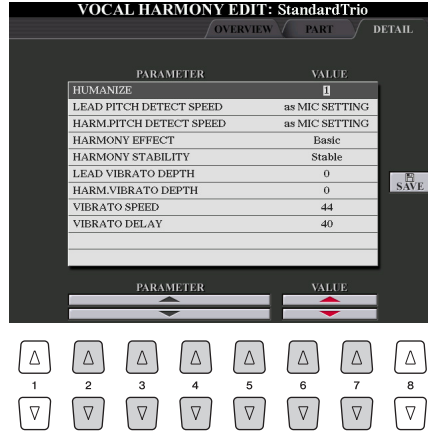 VOCAL HARMONY EDIT: StandardTrio
OVERVIEW PART DETAIL
PARAMETER VALUE
HUMANIZE 1
LEAD PITCH DETECT SPEED as MIC SETTING
HARM.PITCH DETECT SPEED as MIC SETTING
HARMONY EFFECT Basic
HARMONY STABILITY Stable
LEAD VIBRATO DEPTH 0
HARM.VIBRATO DEPTH 0
VIBRATO SPEED 44
VIBRATO DELAY 40
SAVE
PARAMETER VALUE
1 2 3 4 5 6 7 8